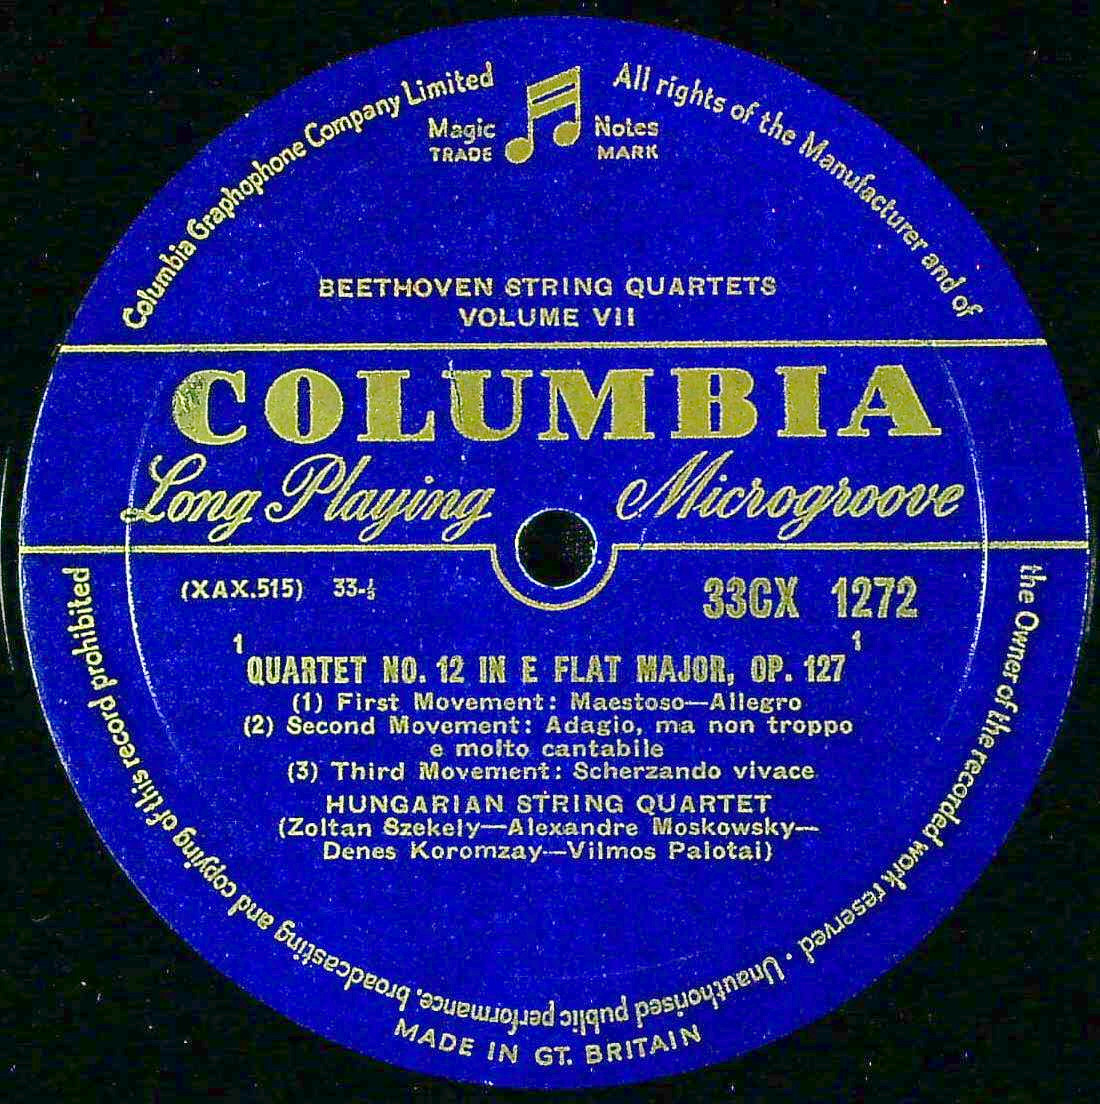 Columbia Graphophone Company Limited
All rights of the Manufacturer and of
the Owner of the recorded work reserved · Unauthorised public performance, broadcasting and copying of this record prohibited
Magic Notes
TRADE MARK
BEETHOVEN STRING QUARTETS
VOLUME VII
COLUMBIA
Long Playing Microgroove
(XAX.515) 33-⅓ 33CX 1272
1 1
QUARTET NO. 12 IN E FLAT MAJOR, OP. 127
(1) First Movement: Maestoso—Allegro
(2) Second Movement: Adagio, ma non troppo
e molto cantabile
(3) Third Movement: Scherzando vivace
HUNGARIAN STRING QUARTET
(Zoltan Szekely—Alexandre Moskowsky—
Denes Koromzay—Vilmos Palotai)
MADE IN GT. BRITAIN